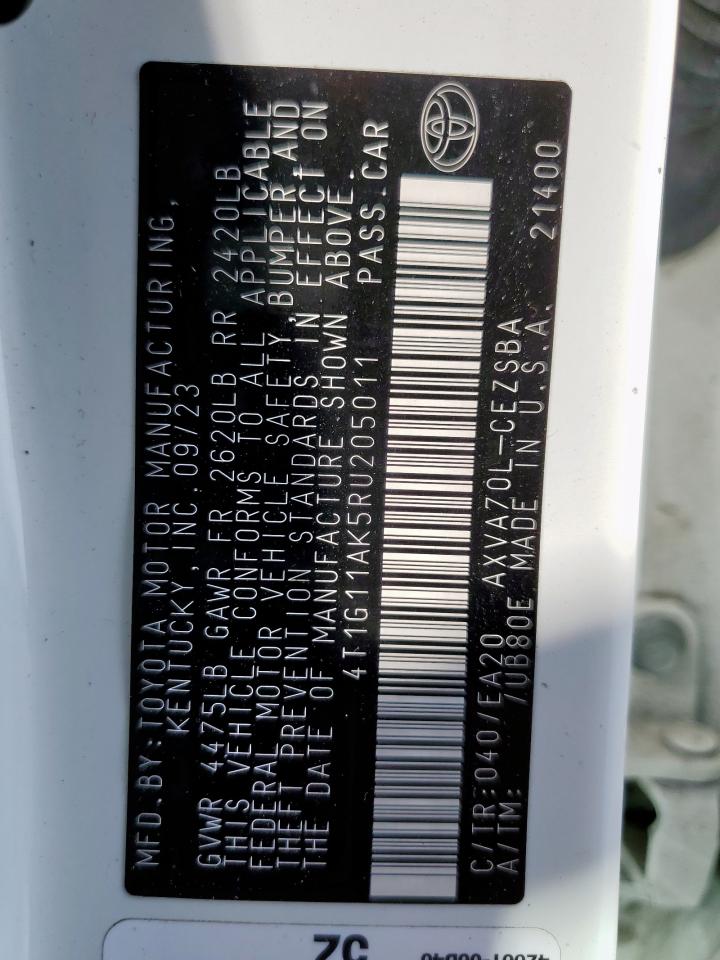 MFD.BY:TOYOTA MOTOR MANUFACTURING,
KENTUCKY,INC.09/23
GVWR 4475LB GAWR FR 2620LB RR 2420LB
THIS VEHICLE CONFORMS TO ALL APPLICABLE
FEDERAL MOTOR VEHICLE SAFETY,BUMPER,AND
THEFT PREVENTION STANDARDS IN EFFECT ON
THE DATE OF MANUFACTURE SHOWN ABOVE.
4T1G11AK5RU205011 PASS.CAR
C/TR:040/EA20 AXVA70L-CEZSBA
A/TM: /UB80E MADE IN U.S.A. 21400
JZ